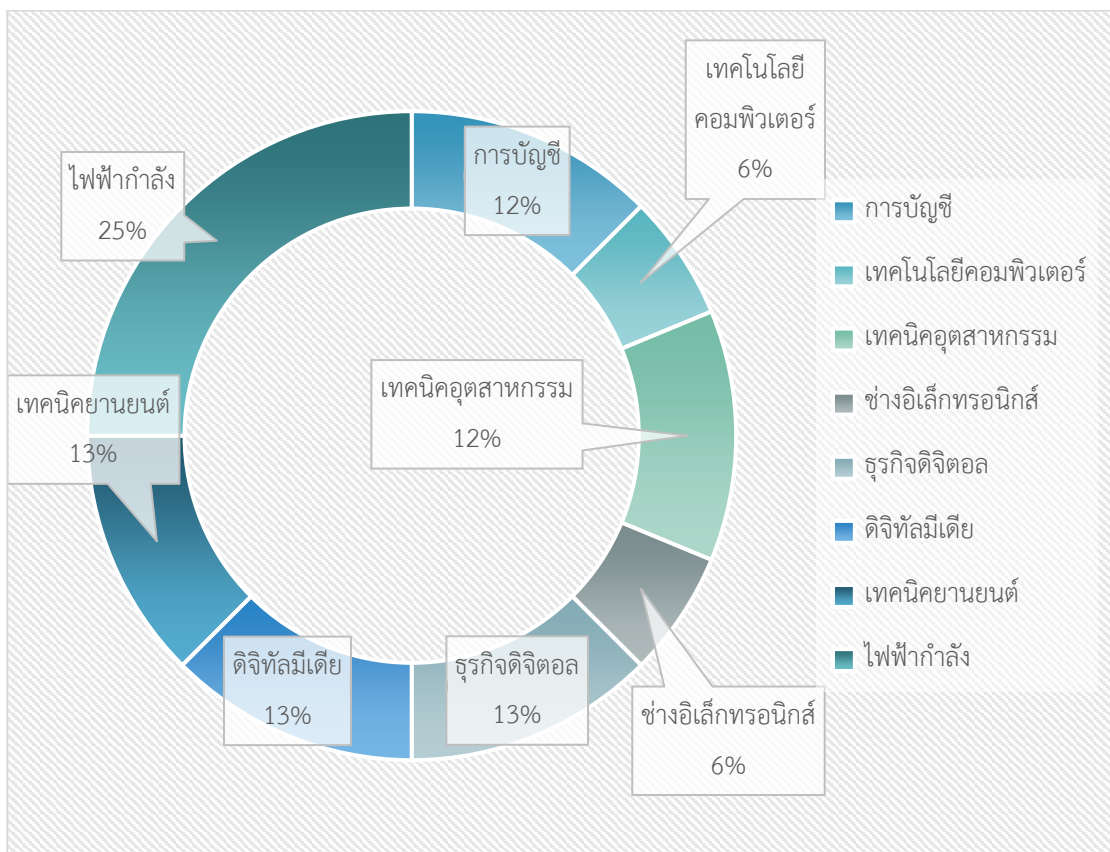 เทคโนโลยี
คอมพิวเตอร์
6%
การบัญชี
12%
ไฟฟ้ากำลัง
25%
เทคนิคอุตสาหกรรม
12%
เทคนิคยานยนต์
13%
ดิจิทัลมีเดีย
13%
ธุรกิจดิจิตอล
13%
ช่างอิเล็กทรอนิกส์
6%
การบัญชี
เทคโนโลยีคอมพิวเตอร์
เทคนิคอุตสาหกรรม
ช่างอิเล็กทรอนิกส์
ธุรกิจดิจิตอล
ดิจิทัลมีเดีย
เทคนิคยานยนต์
ไฟฟ้ากำลัง